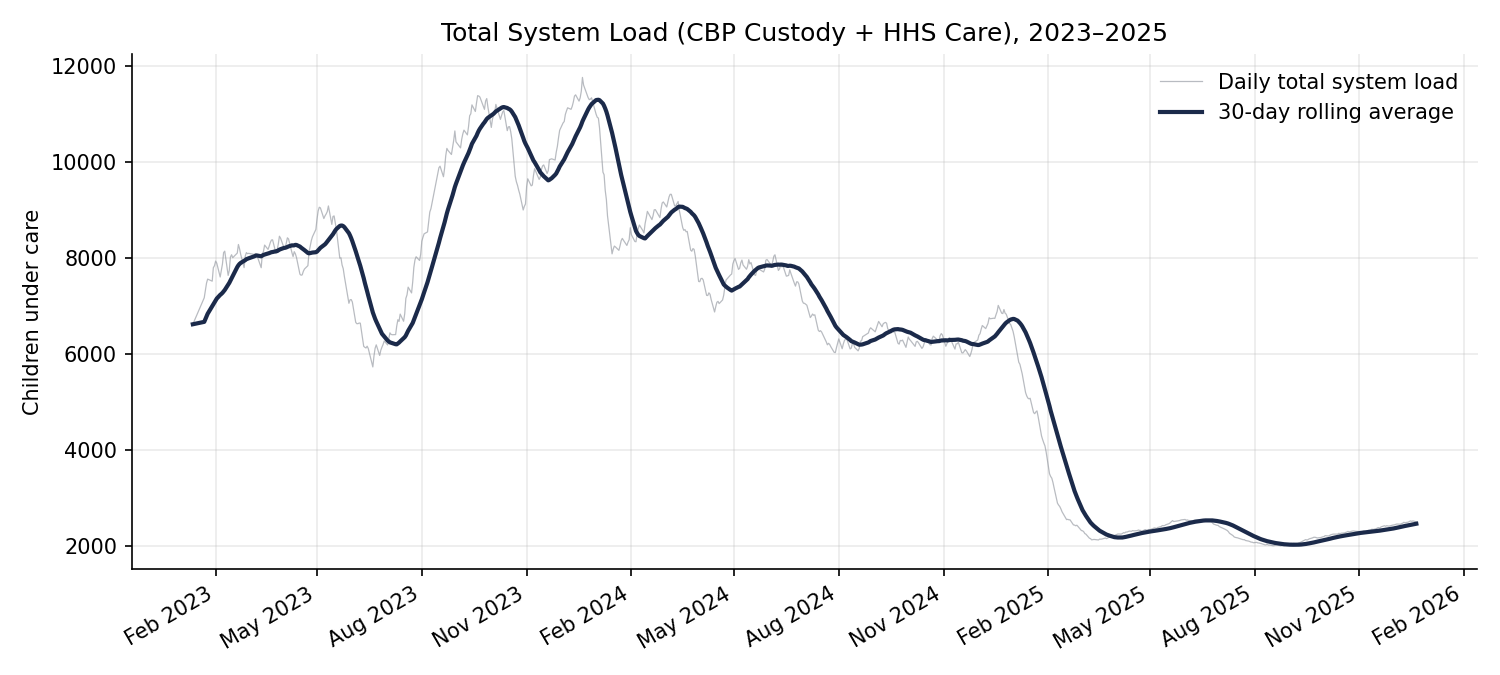 Total System Load (CBP Custody + HHS Care), 2023–2025
Daily total system load
30-day rolling average
Children under care
12000
10000
8000
6000
4000
2000
Feb 2023
May 2023
Aug 2023
Nov 2023
Feb 2024
May 2024
Aug 2024
Nov 2024
Feb 2025
May 2025
Aug 2025
Nov 2025
Feb 2026